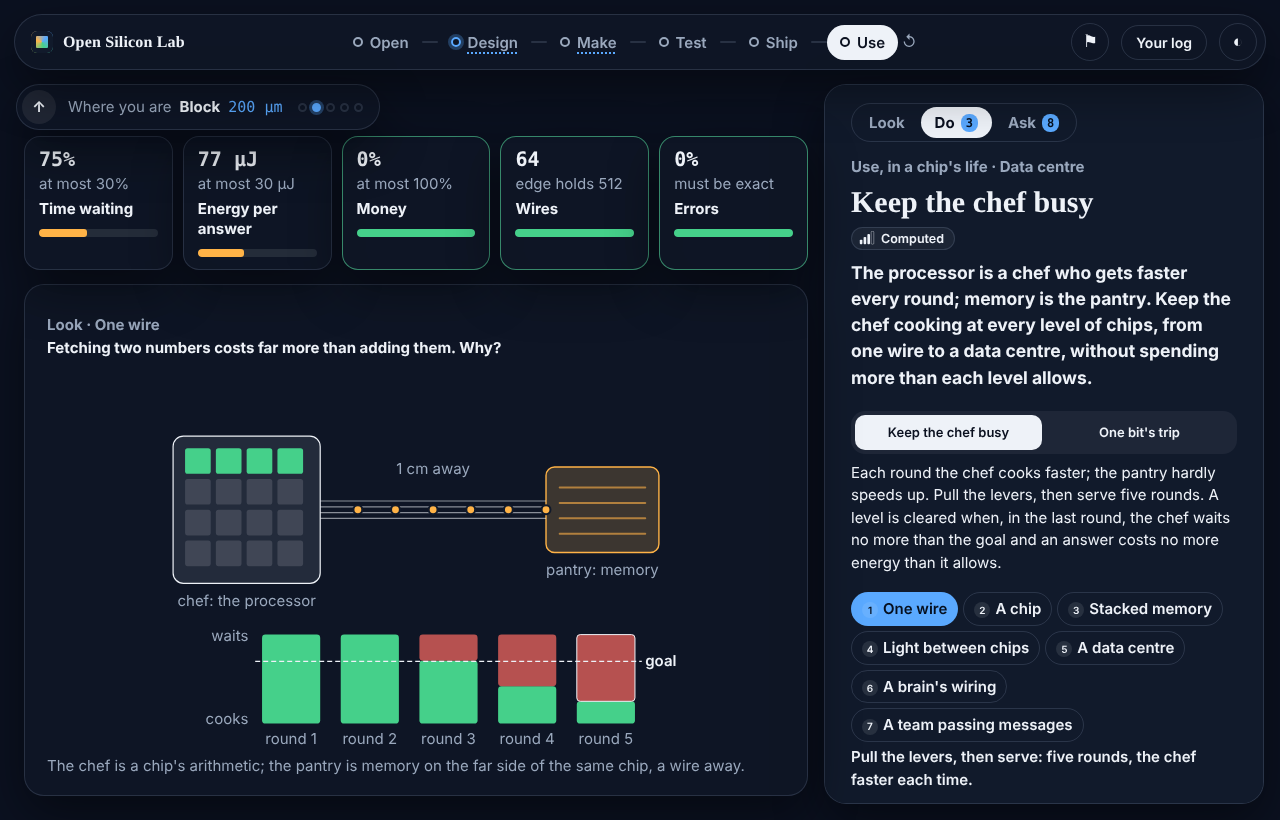 Open Silicon Lab
Open
Design
Make
Test
Ship
Use
Your log
Where you are Block 200 µm
75%
at most 30%
Time waiting
77 µJ
at most 30 µJ
Energy per
answer
0%
at most 100%
Money
64
edge holds 512
Wires
0%
must be exact
Errors
Look · One wire
Fetching two numbers costs far more than adding them. Why?
1 cm away
pantry: memory
chef: the processor
waits
goal
cooks
round 1
round 2
round 3
round 4
round 5
The chef is a chip's arithmetic; the pantry is memory on the far side of the same chip, a wire away.
Look
Do 3
Ask 8
Use, in a chip's life · Data centre
Keep the chef busy
Computed
The processor is a chef who gets faster
every round; memory is the pantry. Keep the
chef cooking at every level of chips, from
one wire to a data centre, without spending
more than each level allows.
Keep the chef busy
One bit's trip
Each round the chef cooks faster; the pantry hardly
speeds up. Pull the levers, then serve five rounds. A
level is cleared when, in the last round, the chef waits
no more than the goal and an answer costs no more
energy than it allows.
1 One wire
2 A chip
3 Stacked memory
4 Light between chips
5 A data centre
6 A brain's wiring
7 A team passing messages
Pull the levers, then serve: five rounds, the chef
faster each time.